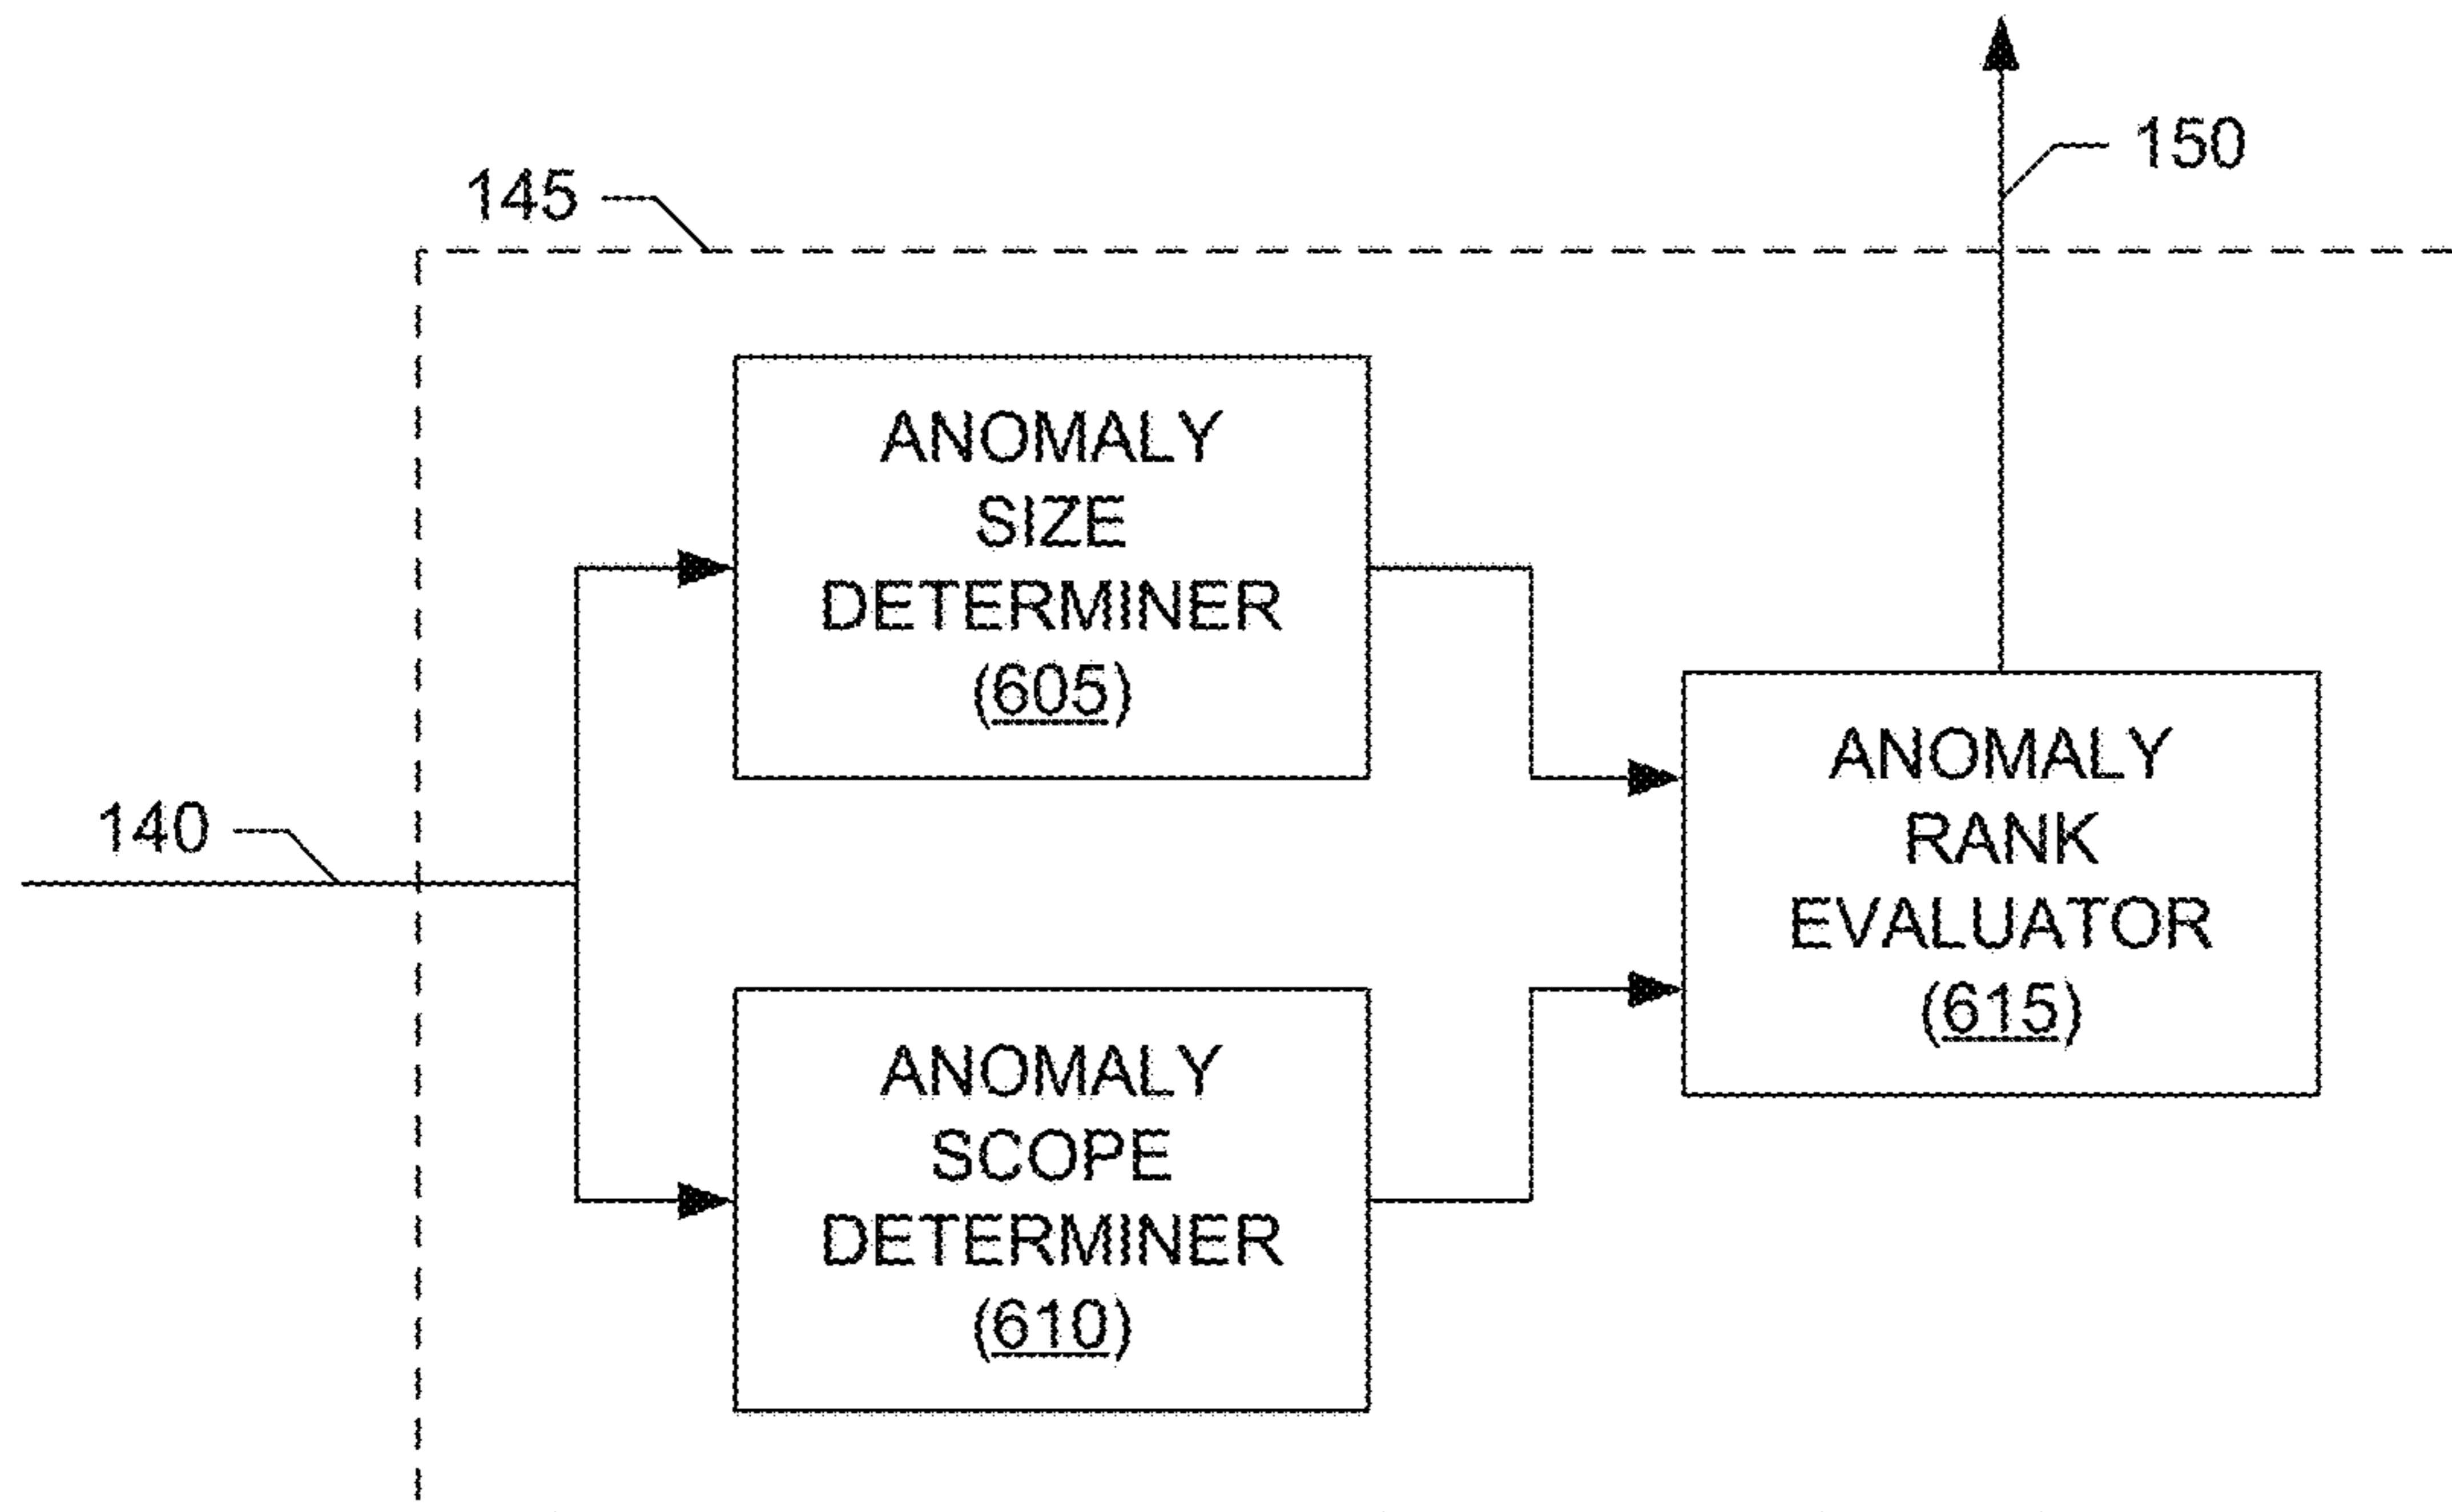 150
145
ANOMALY
SIZE
DETERMINER
(605)
140
ANOMALY
RANK
EVALUATOR
(615)
ANOMALY
SCOPE
DETERMINER
(610)